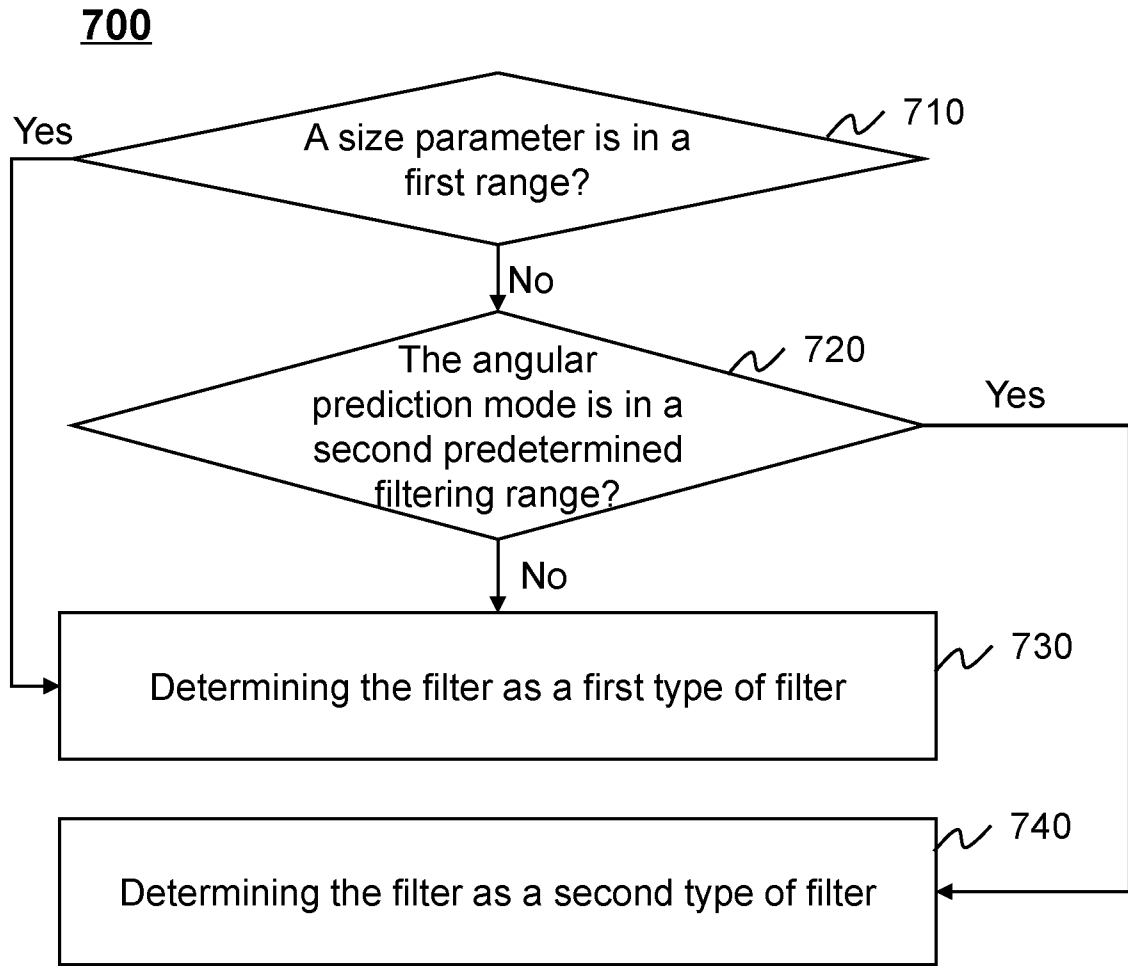 700
Yes
A size parameter is in a
first range?
710
No
The angular
prediction mode is in a
second predetermined
filtering range?
720
Yes
No
Determining the filter as a first type of filter
730
Determining the filter as a second type of filter
740